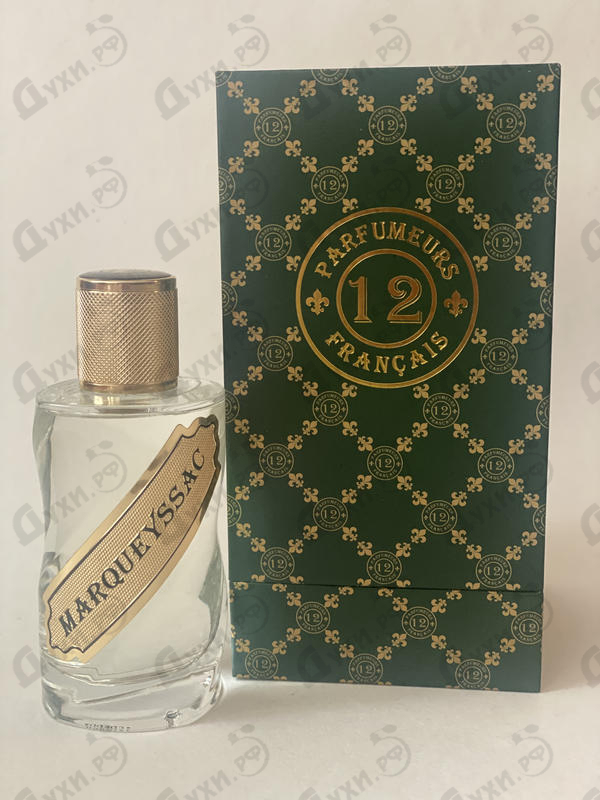 PARFUMEURS
12
FRANÇAIS
MARQUEYSSAC
Духи.РФ